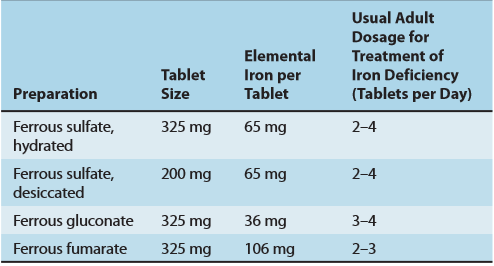 Preparation Tablet Size Elemental Iron per Tablet Usual Adult Dosage for Treatment of Iron Deficiency (Tablets per Day)
Ferrous sulfate, hydrated 325 mg 65 mg 2–4
Ferrous sulfate, desiccated 200 mg 65 mg 2–4
Ferrous gluconate 325 mg 36 mg 3–4
Ferrous fumarate 325 mg 106 mg 2–3